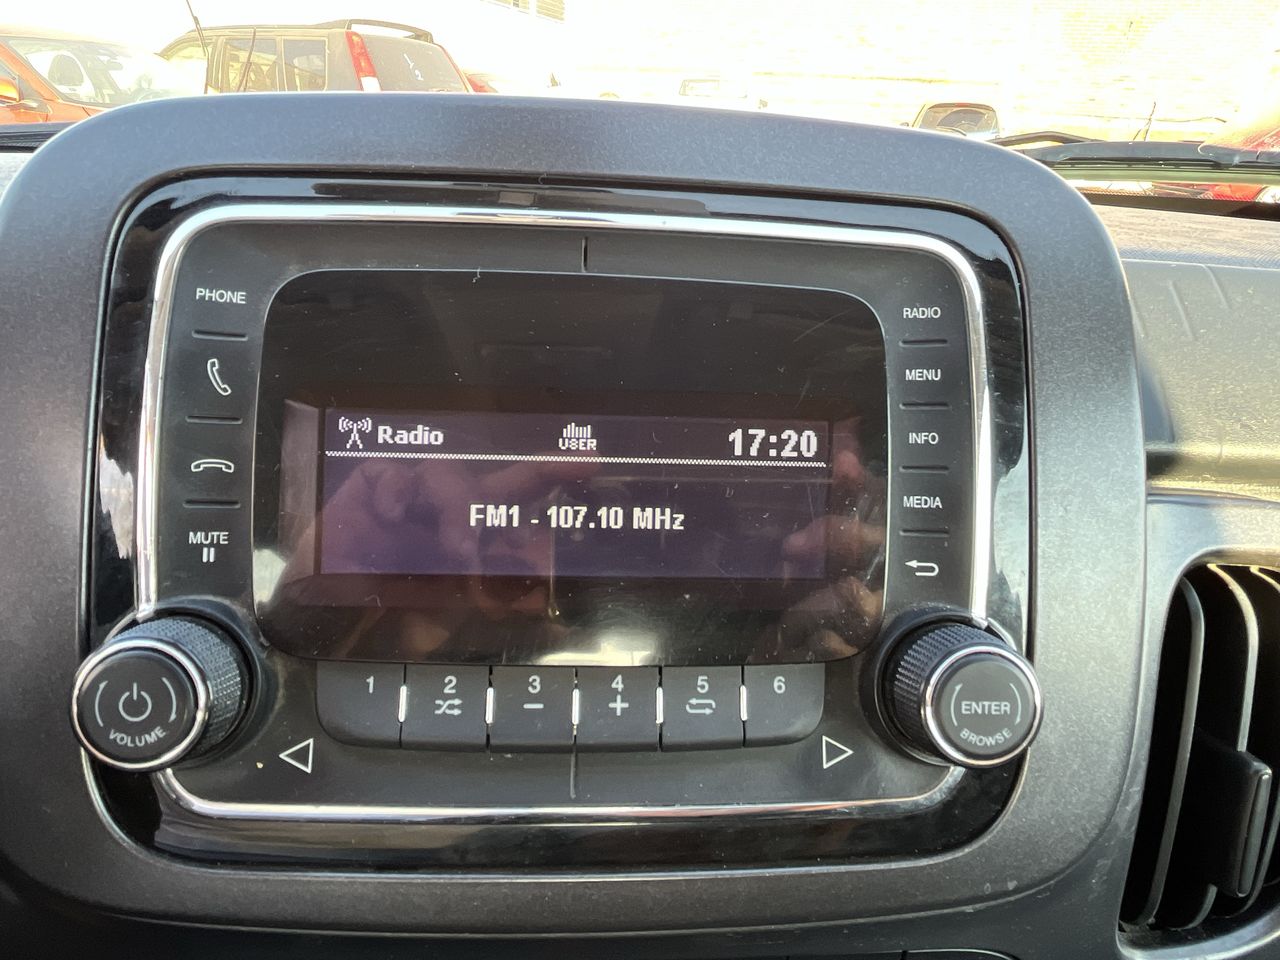 PHONE
MUTE
Radio
USER
17:20
FM1 - 107.10 MHz
RADIO
MENU
INFO
MEDIA
1
2
3
4
5
6
VOLUME
ENTER
BROWSE